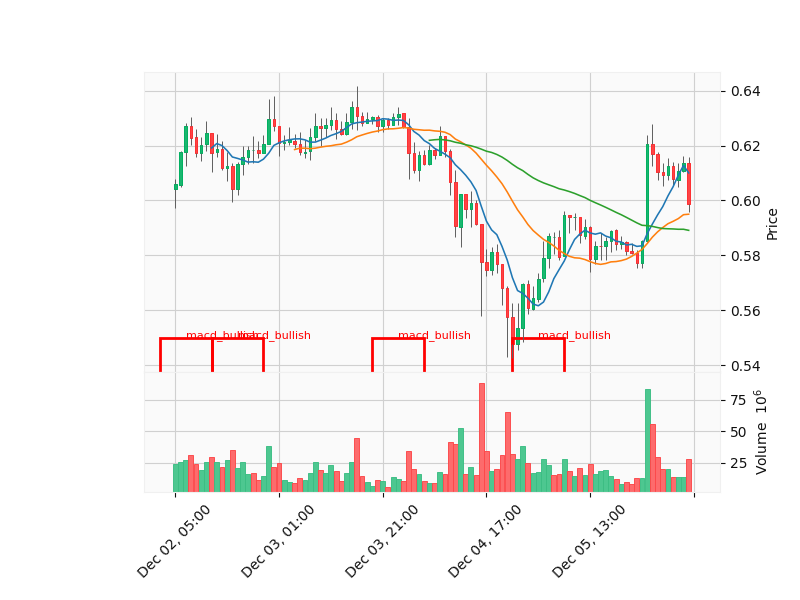 0.64
0.62
0.60
0.58
0.56
0.54
Price
macd_bullish
macd_bullish
macd_bullish
macd_bullish
75
50
25
Volume 10^6
Dec 02, 05:00
Dec 03, 01:00
Dec 03, 21:00
Dec 04, 17:00
Dec 05, 13:00